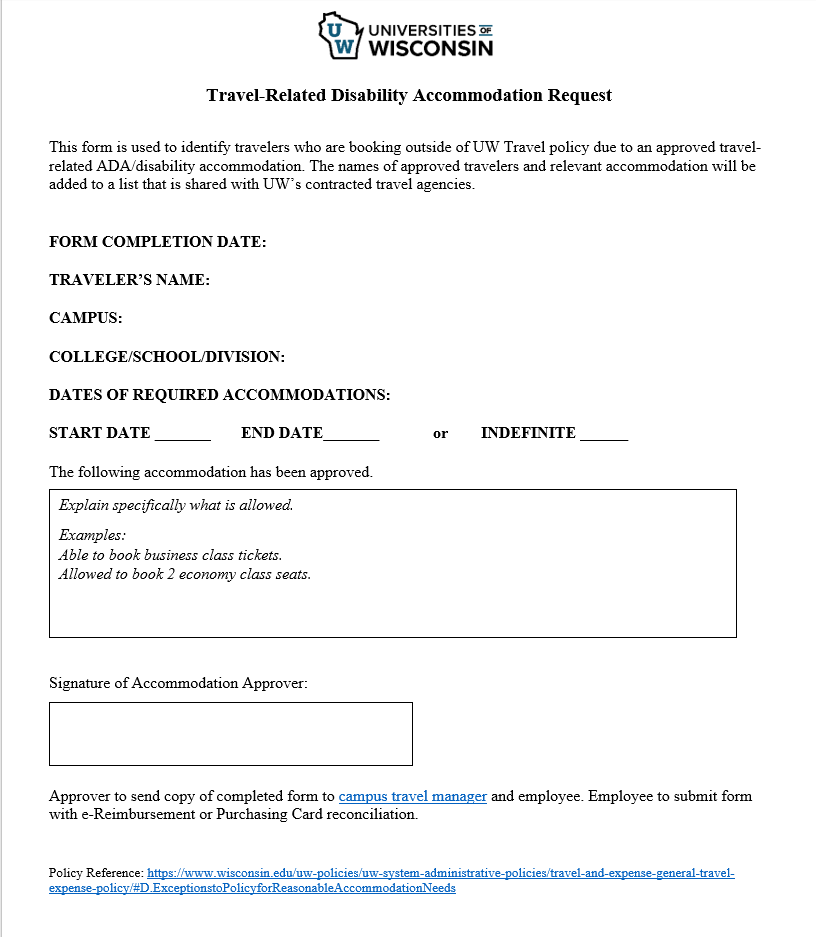 UW UNIVERSITIES OF
WISCONSIN
Travel-Related Disability Accommodation Request
This form is used to identify travelers who are booking outside of UW Travel policy due to an approved travel-
related ADA/disability accommodation. The names of approved travelers and relevant accommodation will be
added to a list that is shared with UW’s contracted travel agencies.
FORM COMPLETION DATE:
TRAVELER’S NAME:
CAMPUS:
COLLEGE/SCHOOL/DIVISION:
DATES OF REQUIRED ACCOMMODATIONS:
START DATE _______ END DATE_______ or INDEFINITE ______
The following accommodation has been approved.
Explain specifically what is allowed.
Examples:
Able to book business class tickets.
Allowed to book 2 economy class seats.
Signature of Accommodation Approver:
Approver to send copy of completed form to campus travel manager and employee. Employee to submit form
with e-Reimbursement or Purchasing Card reconciliation.
Policy Reference: https://www.wisconsin.edu/uw-policies/uw-system-administrative-policies/travel-and-expense-general-travel-
expense-policy/#D.ExceptionstoPolicyforReasonableAccommodationNeeds